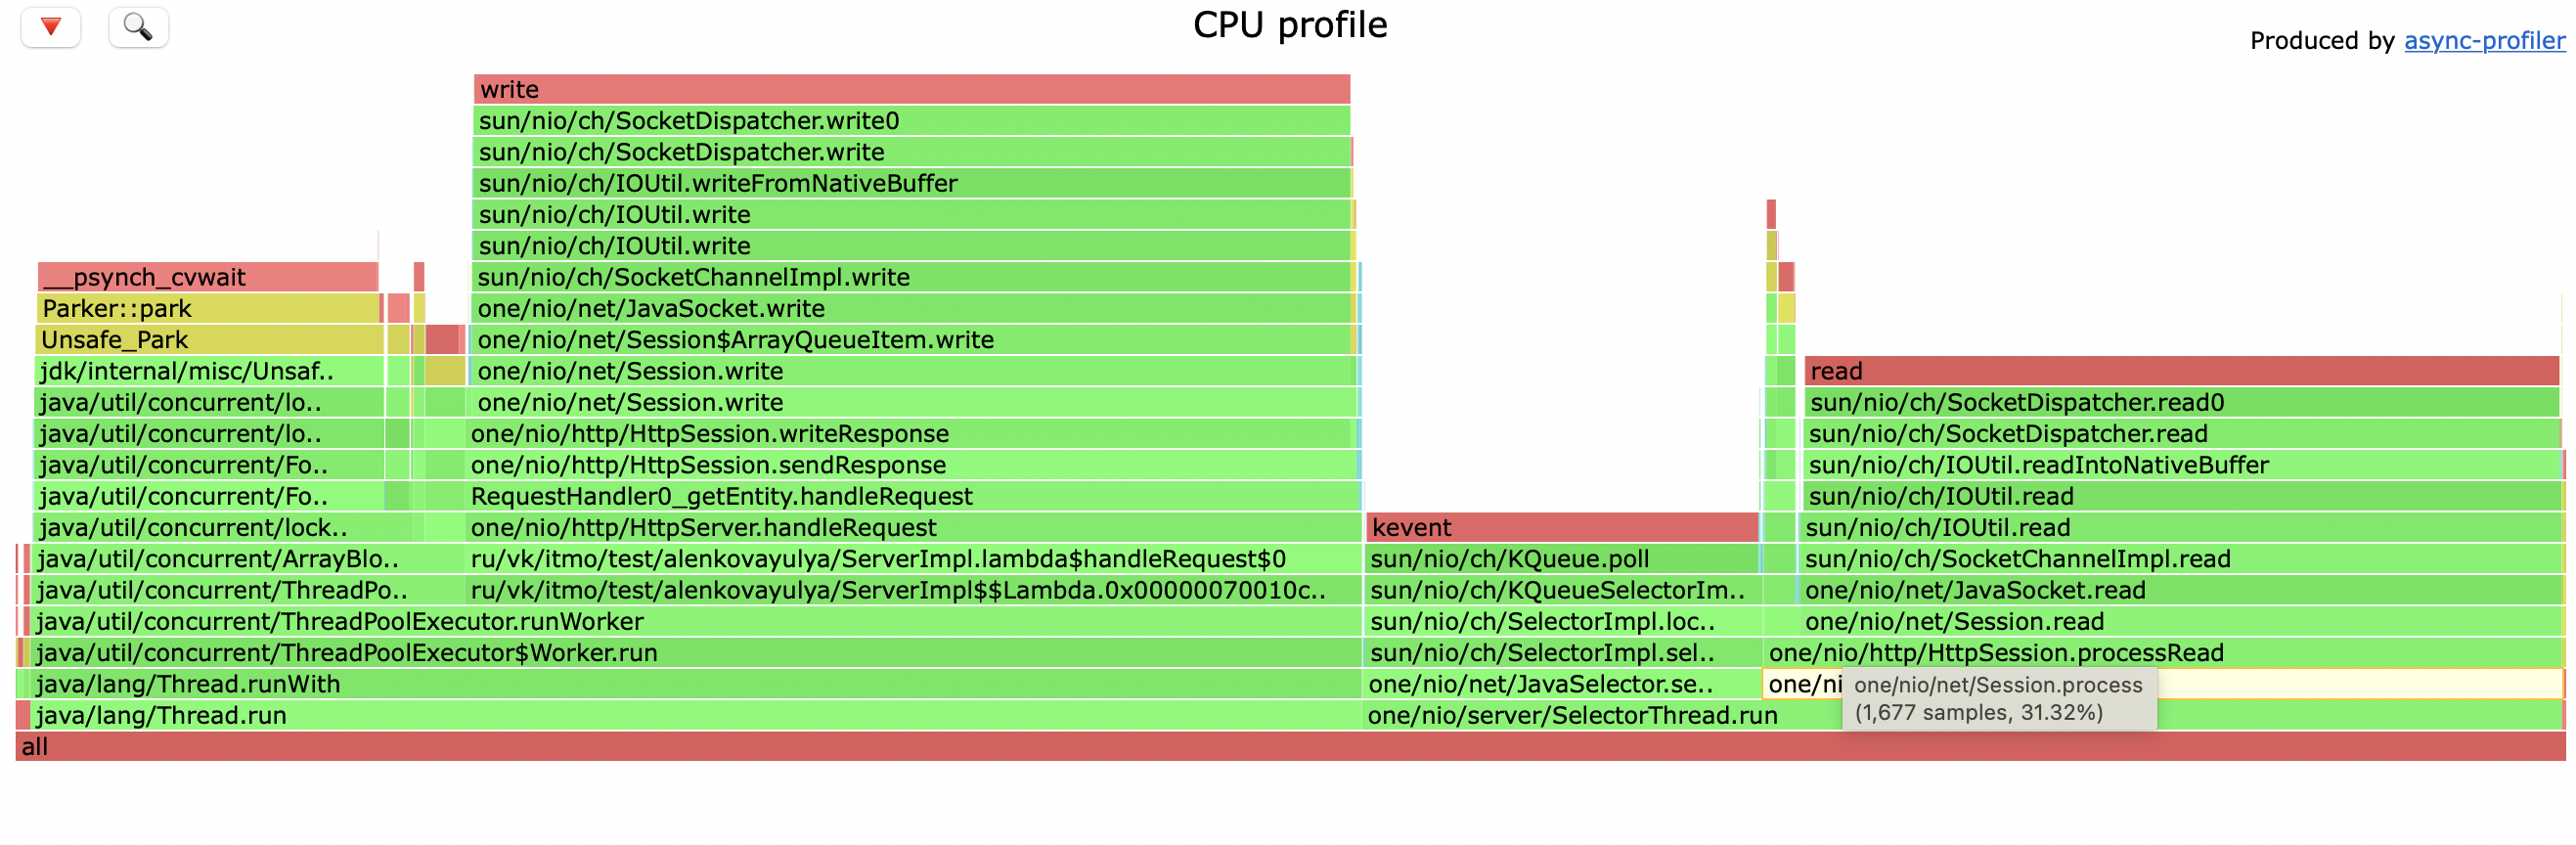 CPU profile
Produced by async-profiler
write
sun/nio/ch/SocketDispatcher.write0
sun/nio/ch/SocketDispatcher.write
sun/nio/ch/IOUtil.writeFromNativeBuffer
sun/nio/ch/IOUtil.write
sun/nio/ch/IOUtil.write
__psynch_cvwait sun/nio/ch/SocketChannelImpl.write
Parker::park one/nio/net/JavaSocket.write
Unsafe_Park one/nio/net/Session$ArrayQueueItem.write
jdk/internal/misc/Unsaf.. one/nio/net/Session.write read
java/util/concurrent/lo.. one/nio/net/Session.write sun/nio/ch/SocketDispatcher.read0
java/util/concurrent/lo.. one/nio/http/HttpSession.writeResponse sun/nio/ch/SocketDispatcher.read
java/util/concurrent/Fo.. one/nio/http/HttpSession.sendResponse sun/nio/ch/IOUtil.readIntoNativeBuffer
java/util/concurrent/Fo.. RequestHandler0_getEntity.handleRequest sun/nio/ch/IOUtil.read
java/util/concurrent/lock.. one/nio/http/HttpServer.handleRequest kevent sun/nio/ch/IOUtil.read
java/util/concurrent/ArrayBlo.. ru/vk/itmo/test/alenkovayulya/ServerImpl.lambda$handleRequest$0 sun/nio/ch/KQueue.poll sun/nio/ch/SocketChannelImpl.read
java/util/concurrent/ThreadPo.. ru/vk/itmo/test/alenkovayulya/ServerImpl$$Lambda.0x00000070010c.. sun/nio/ch/KQueueSelectorIm.. one/nio/net/JavaSocket.read
java/util/concurrent/ThreadPoolExecutor.runWorker sun/nio/ch/SelectorImpl.loc.. one/nio/net/Session.read
java/util/concurrent/ThreadPoolExecutor$Worker.run sun/nio/ch/SelectorImpl.sel.. one/nio/http/HttpSession.processRead
java/lang/Thread.runWith one/nio/net/JavaSelector.se.. one/ni one/nio/net/Session.process
java/lang/Thread.run one/nio/server/SelectorThread.run (1,677 samples, 31.32%)
all